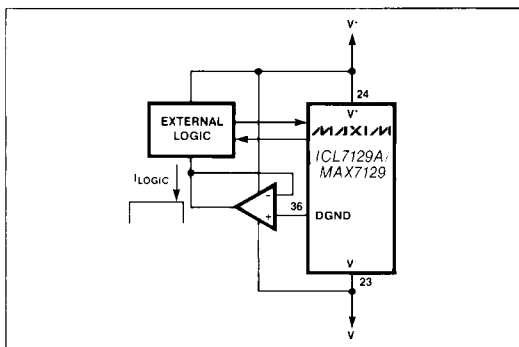 V+
24
EXTERNAL
LOGIC
V+
MAXIM
ICL7129A/
MAX7129
ILOGIC
-
+
36
DGND
V-
23
V-